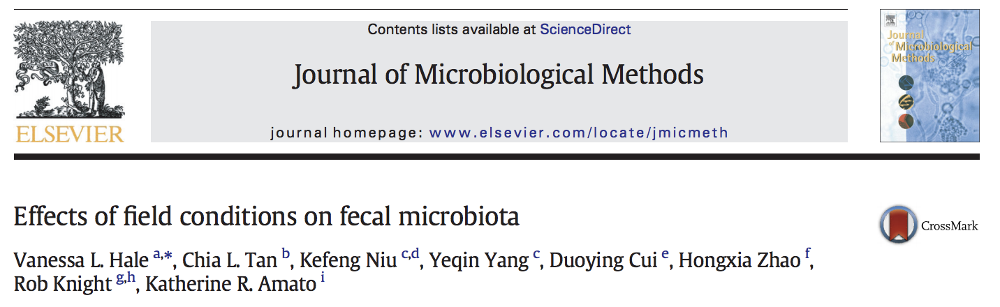 Contents lists available at ScienceDirect
Journal of Microbiological Methods
journal homepage: www.elsevier.com/locate/jmicmeth
ELSEVIER
Journal
of Microbiological
Methods
Effects of field conditions on fecal microbiota
CrossMark
Vanessa L. Hale a,*, Chia L. Tan b, Kefeng Niu c,d, Yeqin Yang c, Duoying Cui e, Hongxia Zhao f,
Rob Knight g,h, Katherine R. Amato i